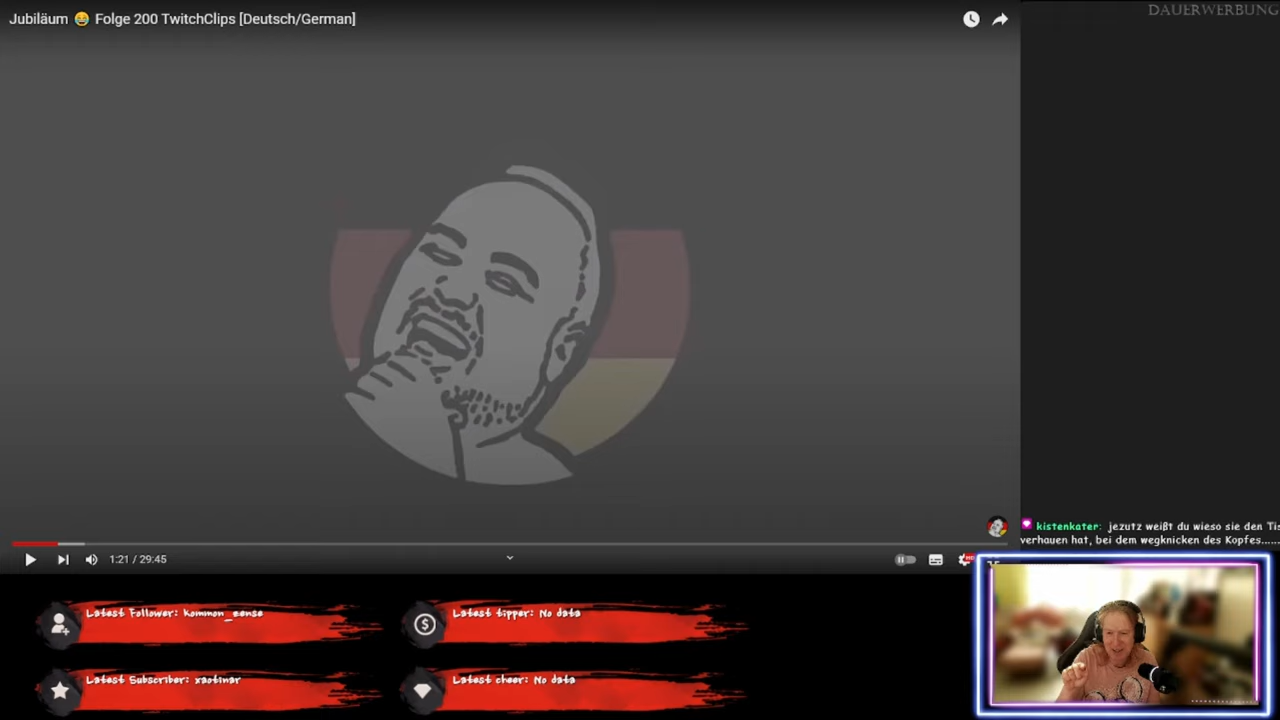 Jubiläum 😂 Folge 200 TwitchClips [Deutsch/German]
DAUERWERBUNG
kistenkater: jezutz weißt du wieso sie den Tis
verhauen hat, bei dem wegknicken des Kopfes......
1:21 / 29:45
Latest Follower: Kommon_zense
Latest tipper: No data
Latest Subscriber: xaotinar
Latest cheer: No data